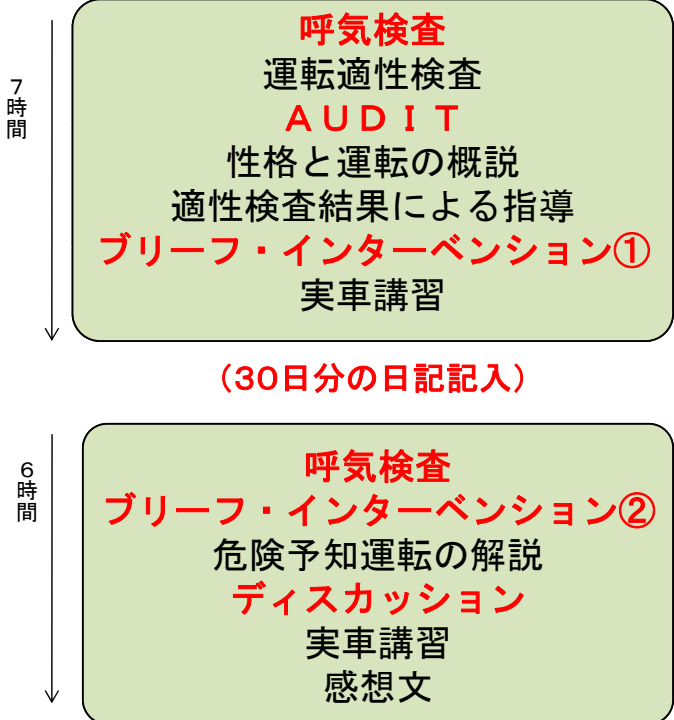 7時間
呼気検査
運転適性検査
ＡＵＤＩＴ
性格と運転の概説
適性検査結果による指導
ブリーフ・インターベンション①
実車講習
（30日分の日記記入）
6時間
呼気検査
ブリーフ・インターベンション②
危険予知運転の解説
ディスカッション
実車講習
感想文